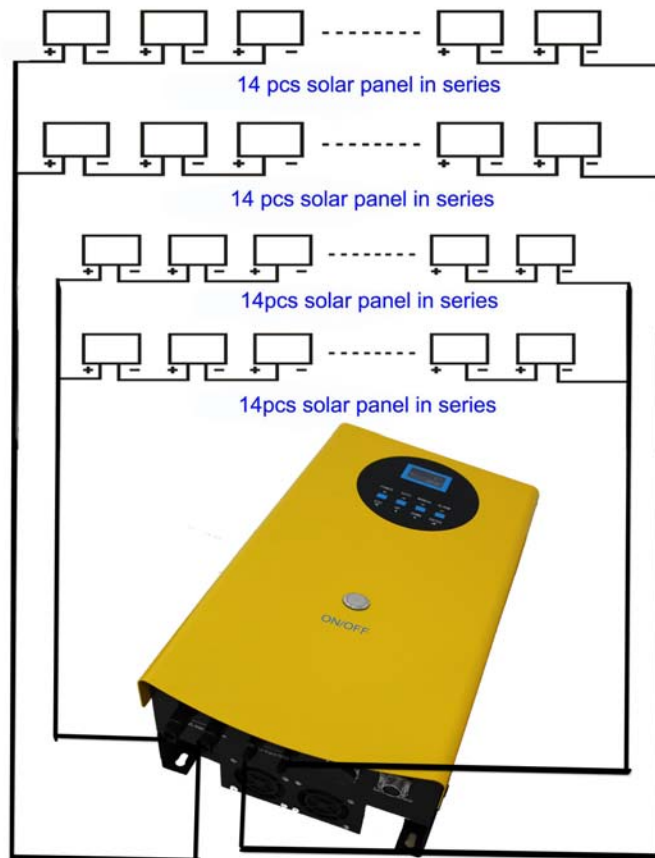 14 pcs solar panel in series
14 pcs solar panel in series
14pcs solar panel in series
14pcs solar panel in series
ON/OFF